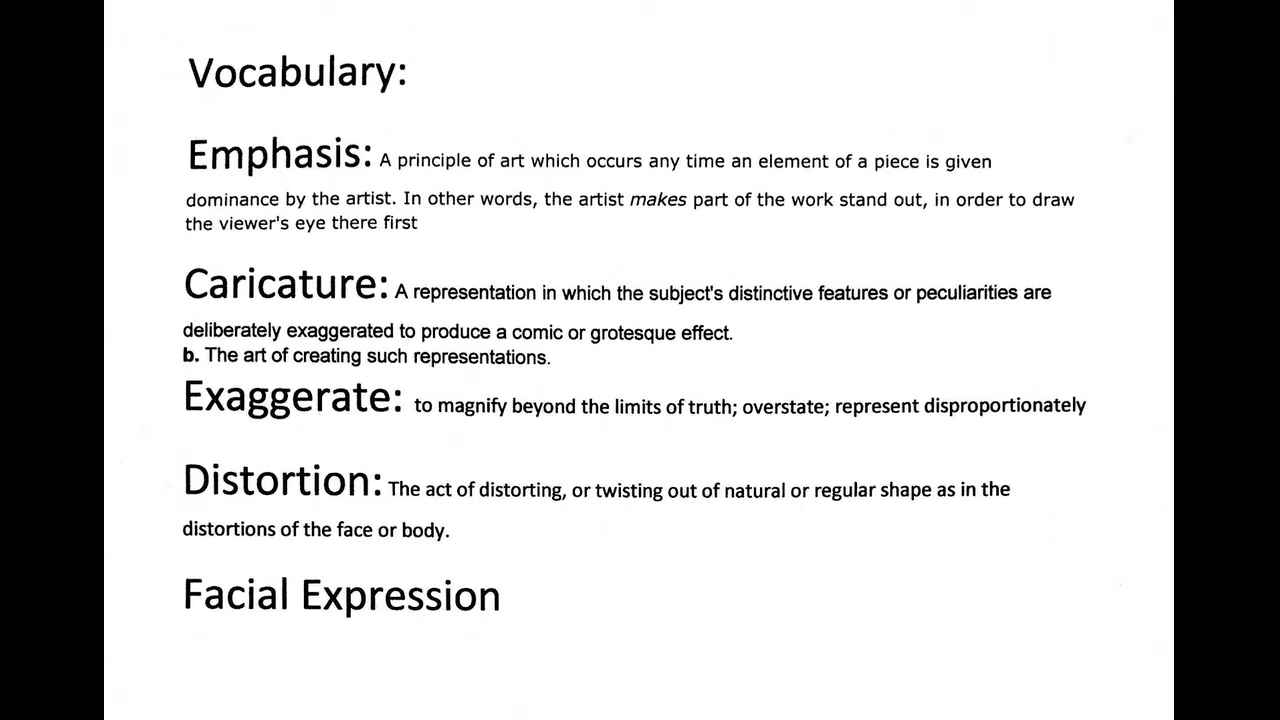 Vocabulary:
Emphasis: A principle of art which occurs any time an element of a piece is given
dominance by the artist. In other words, the artist makes part of the work stand out, in order to draw
the viewer's eye there first
Caricature: A representation in which the subject's distinctive features or peculiarities are
deliberately exaggerated to produce a comic or grotesque effect.
b. The art of creating such representations.
Exaggerate: to magnify beyond the limits of truth; overstate; represent disproportionately
Distortion: The act of distorting, or twisting out of natural or regular shape as in the
distortions of the face or body.
Facial Expression